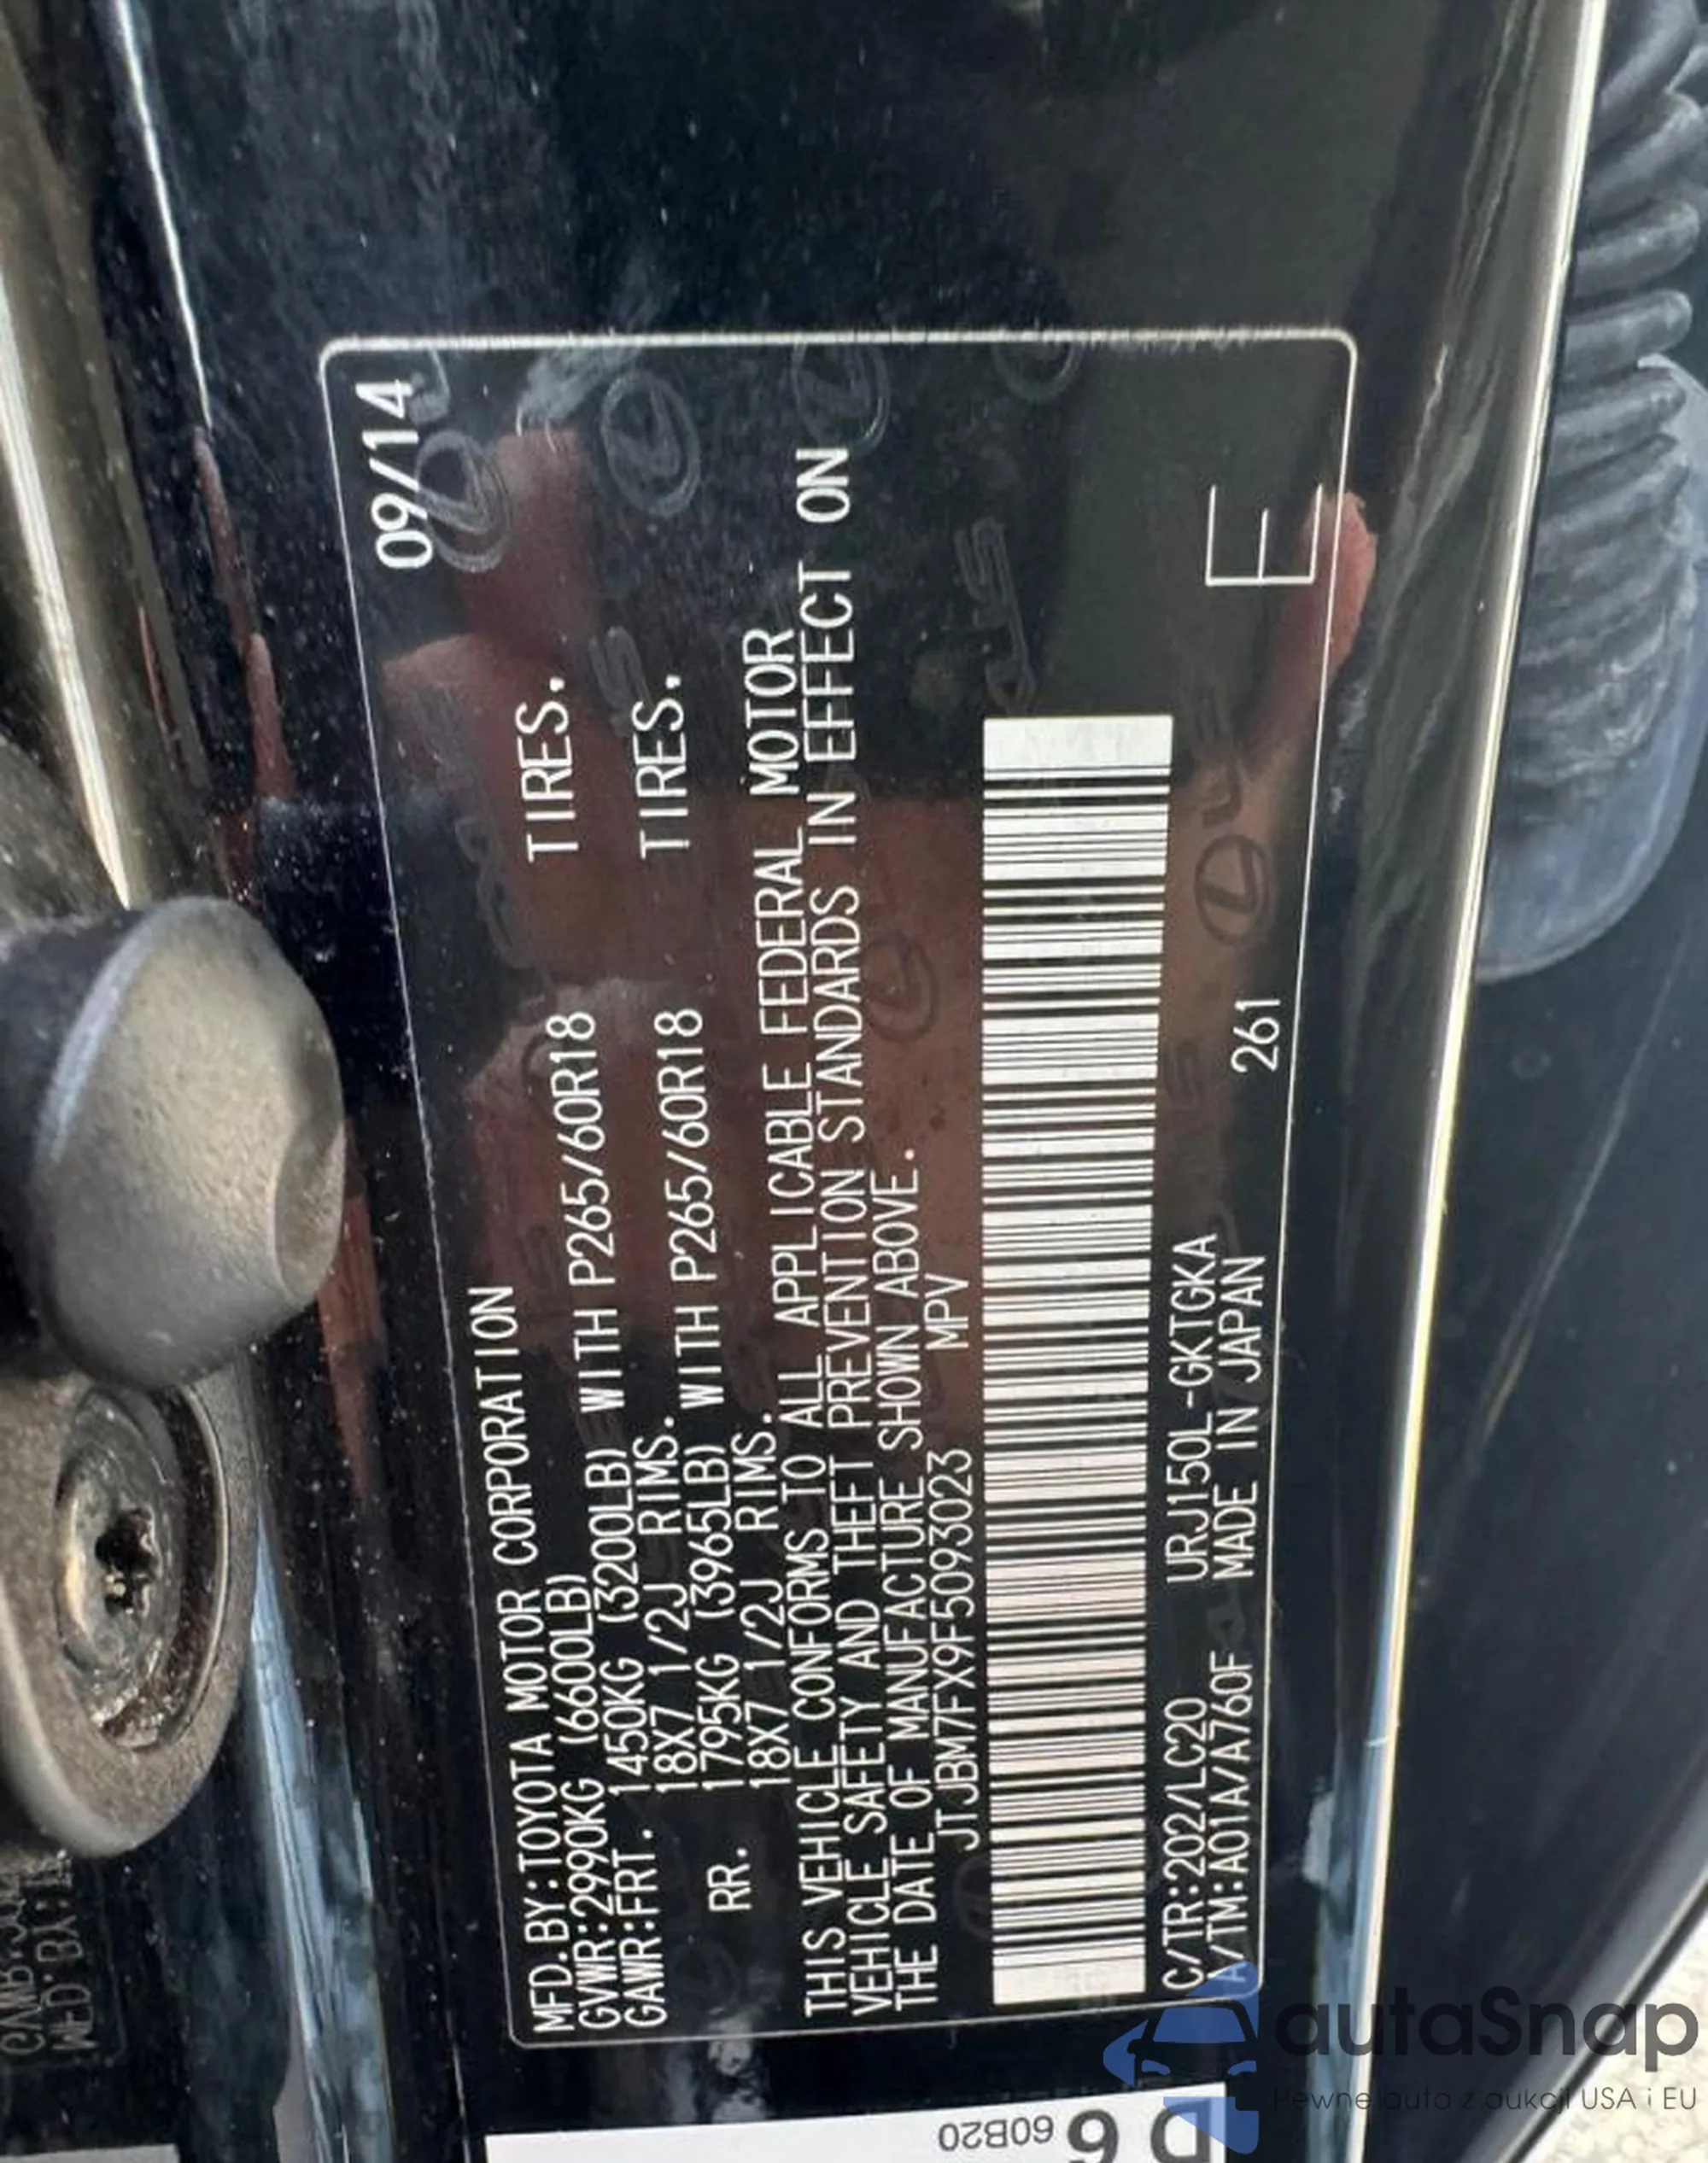 09/14
MFD.BY:TOYOTA MOTOR CORPORATION
GVWR:2990KG (6600LB)
GAWR:FRT. 1450KG (3200LB) WITH P265/60R18 TIRES.
18X7 1/2J RIMS.
RR. 1795KG (3965LB) WITH P265/60R18 TIRES.
18X7 1/2J RIMS.
THIS VEHICLE CONFORMS TO ALL APPLICABLE FEDERAL MOTOR
VEHICLE SAFETY AND THEFT PREVENTION STANDARDS IN EFFECT ON
THE DATE OF MANUFACTURE SHOWN ABOVE.
JTJBM7FX9F5093023 MPV
C/TR:202/LC20 URJ150L-GKTGKA
A/TM:A01A/A760F MADE IN JAPAN 261
E
D 6
60B20
autaSnap
Pewne auta z aukcji USA i EU